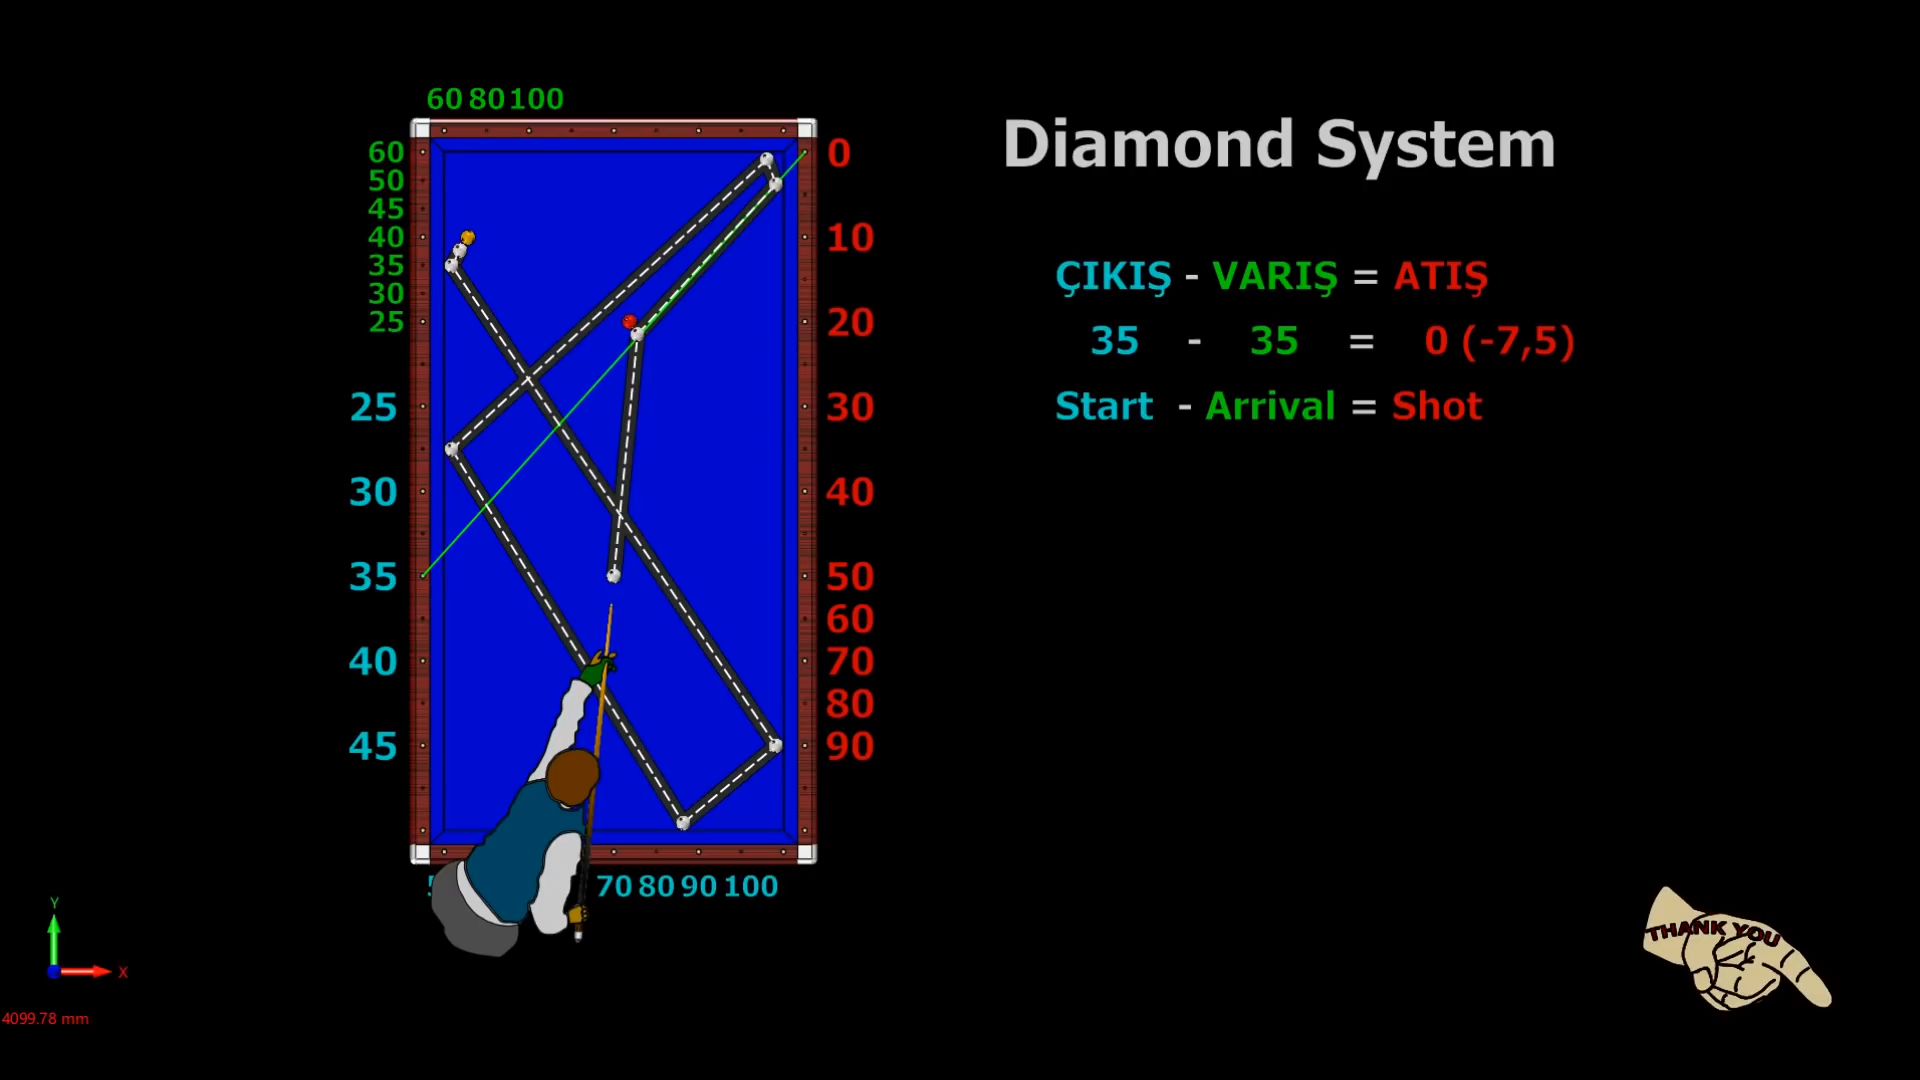 60 80 100
Diamond System
60
50
45
40
35
30
25
0
10
20
30
40
50
60
70
80
90
25
30
35
40
45
70 80 90 100
ÇIKIŞ - VARIŞ = ATIŞ
35 - 35 = 0 (-7,5)
Start - Arrival = Shot
THANK YOU
Y
X
4099.78 mm